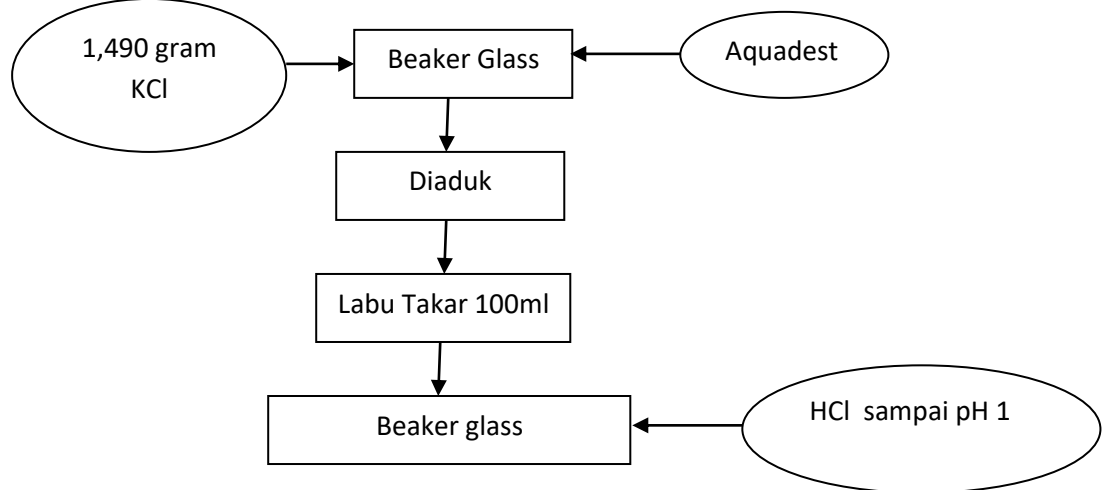 1,490 gram
KCl
Beaker Glass
Aquadest
Diaduk
Labu Takar 100ml
Beaker glass
HCl sampai pH 1